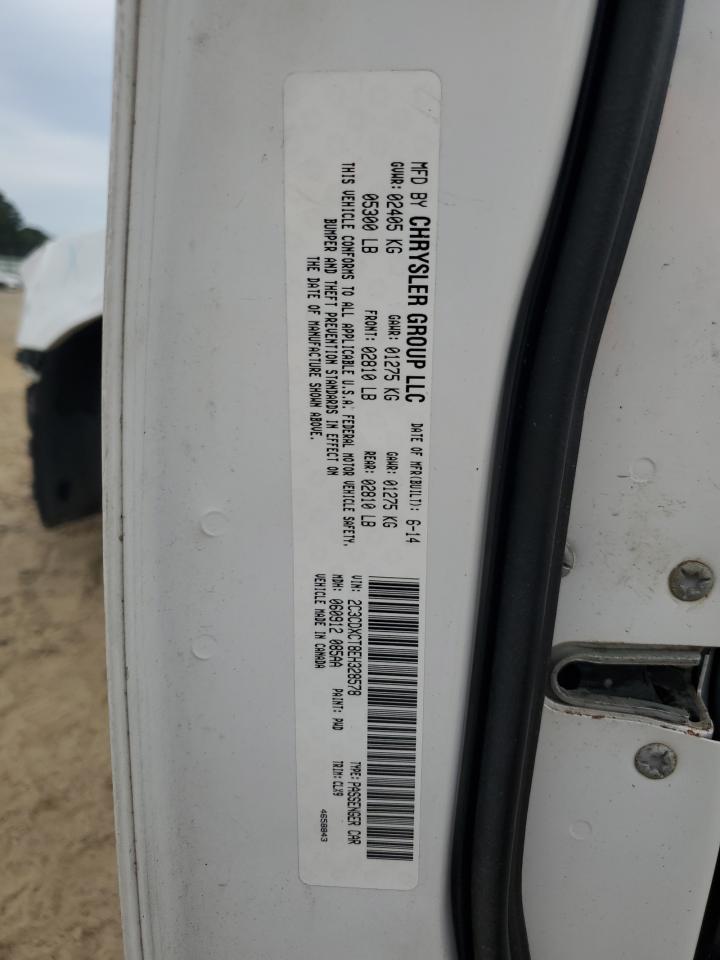 MFD BY CHRYSLER GROUP LLC DATE OF MFR(BUILT): 6-14
GVWR: 02405 KG GAWR: 01275 KG GAWR: 01275 KG
05300 LB FRONT: 02810 LB REAR: 02810 LB
THIS VEHICLE CONFORMS TO ALL APPLICABLE U.S.A. FEDERAL MOTOR VEHICLE SAFETY,
BUMPER AND THEFT PREVENTION STANDARDS IN EFFECT ON
THE DATE OF MANUFACTURE SHOWN ABOVE.
VIN: 2C3CDXCT8EH328578 TYPE: PASSENGER CAR
MDH: 060912 085AA PAINT: PWD TRIM: CLX9
VEHICLE MADE IN CANADA 4658843